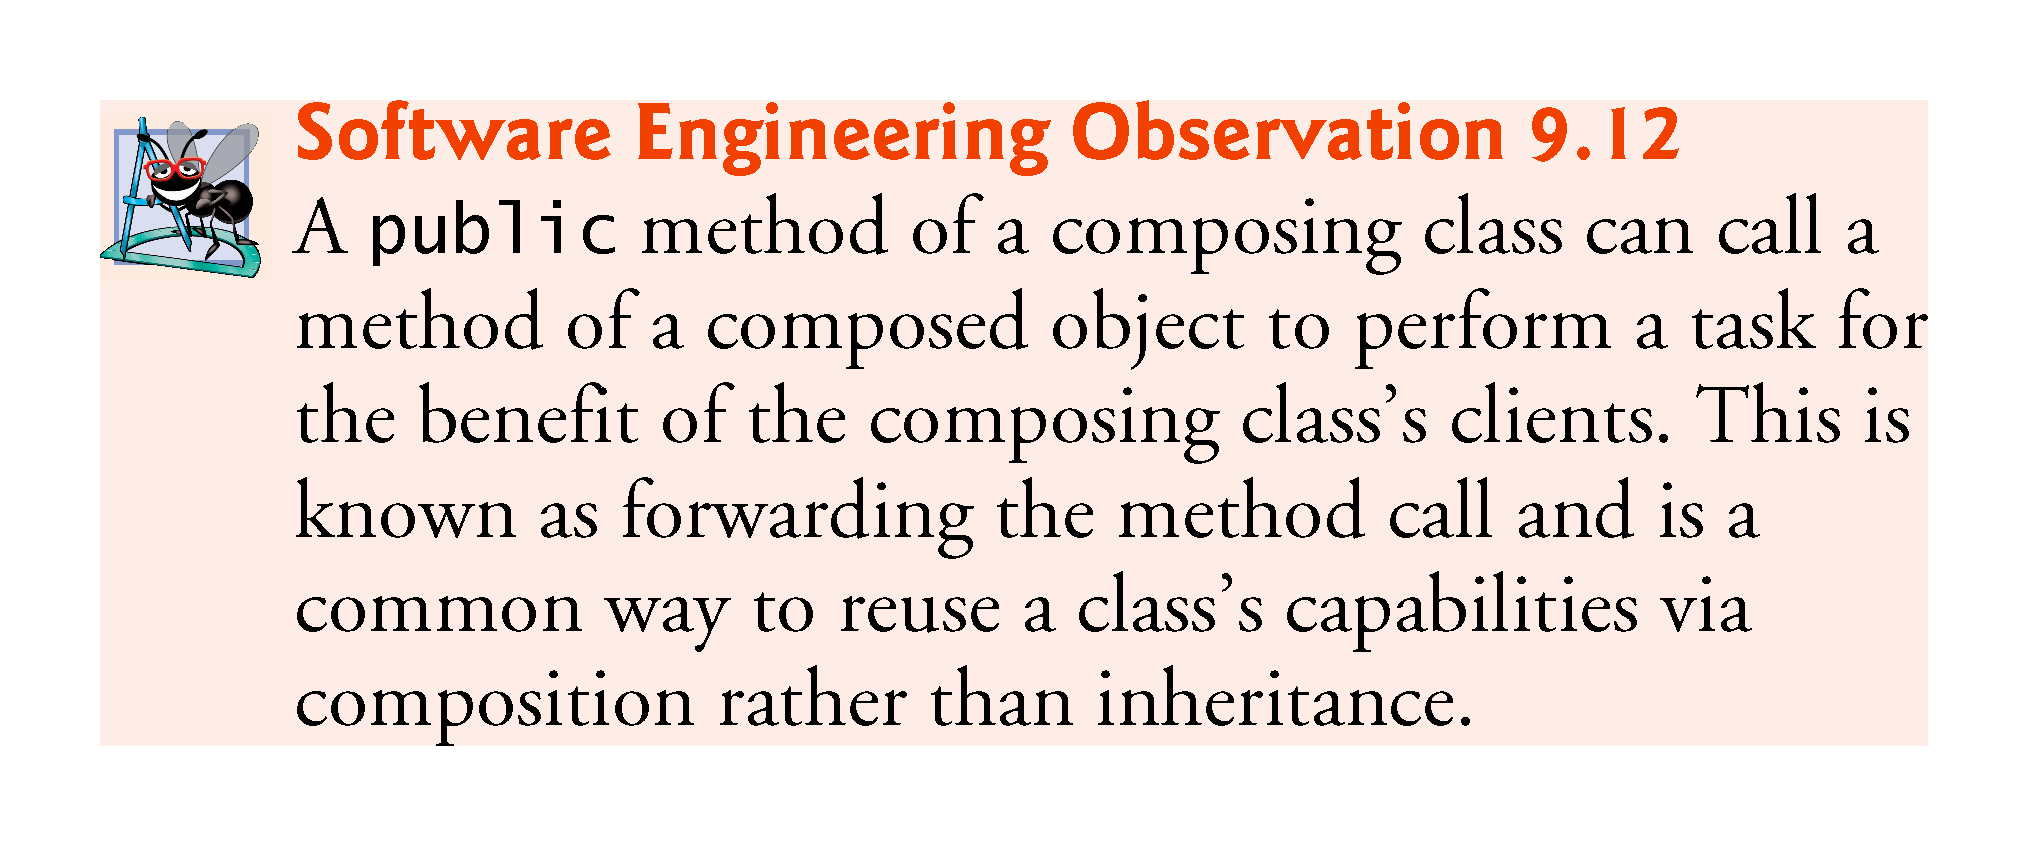 Software Engineering Observation 9.12
A public method of a composing class can call a
method of a composed object to perform a task for
the benefit of the composing class’s clients. This is
known as forwarding the method call and is a
common way to reuse a class’s capabilities via
composition rather than inheritance.